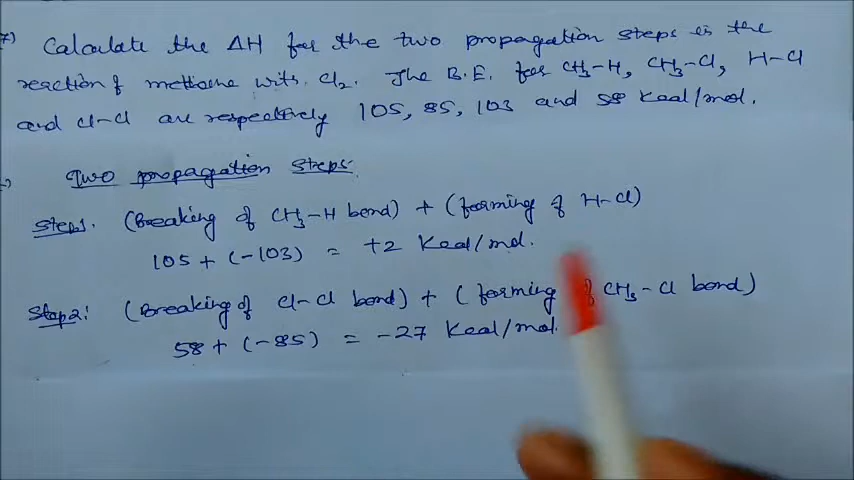 7) Calculate the ΔH for the two propagation steps is the
reaction of methane with Cl2. The B.E. for CH3-H, CH3-Cl, H-Cl
and Cl-Cl are respectively 105, 85, 103 and 58 Kcal/mol.
Two propagation steps.
Step1. (Breaking of CH3-H bond) + (forming of H-Cl)
105 + (-103) = +2 Kcal/mol.
Step2: (Breaking of Cl-Cl bond) + (forming of CH3-Cl bond)
58 + (-85) = -27 Kcal/mol.